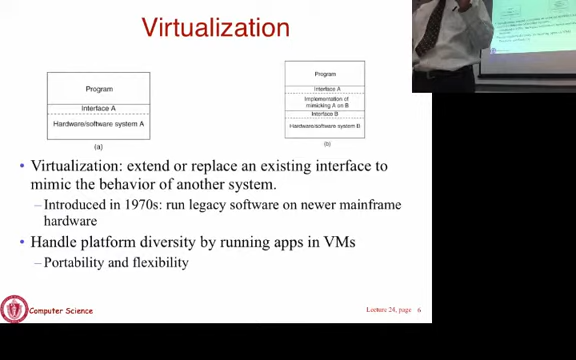 Virtualization
Program
Interface A
Hardware/software system A
(a)
Program
Interface A
Implementation of
mimicking A on B
Interface B
Hardware/software system B
(b)
• Virtualization: extend or replace an existing interface to
mimic the behavior of another system.
– Introduced in 1970s: run legacy software on newer mainframe
hardware
• Handle platform diversity by running apps in VMs
– Portability and flexibility
Computer Science
Lecture 24, page 6